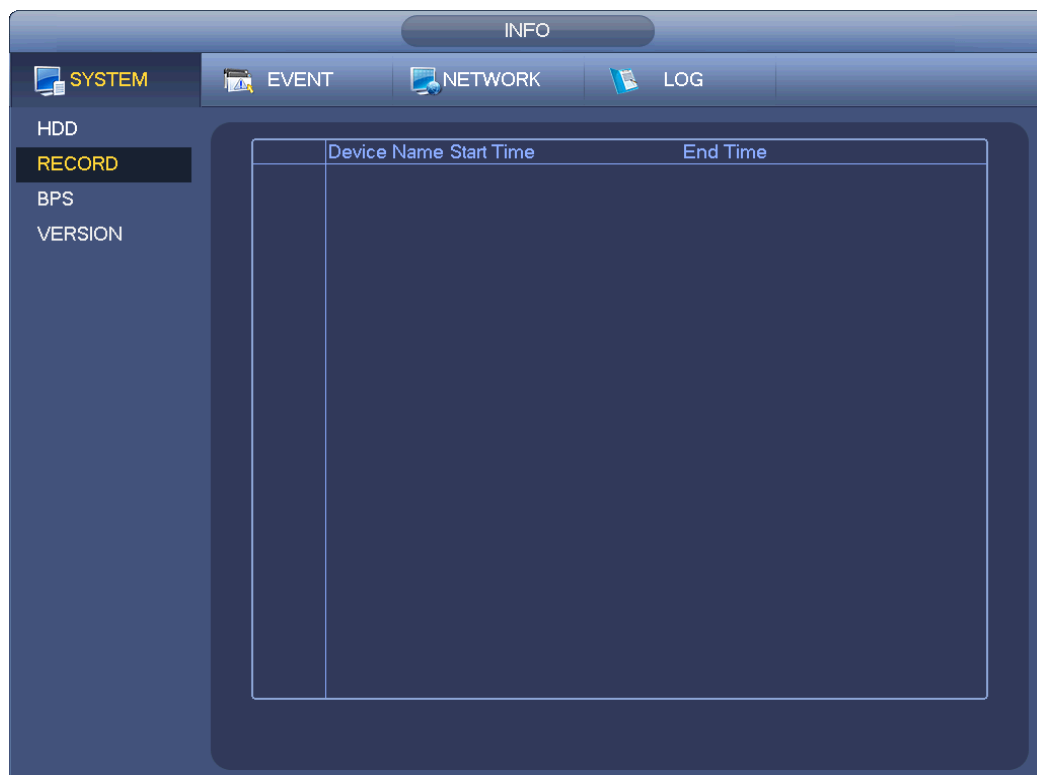 INFO
SYSTEM EVENT NETWORK LOG
HDD
RECORD
BPS
VERSION
Device Name Start Time End Time